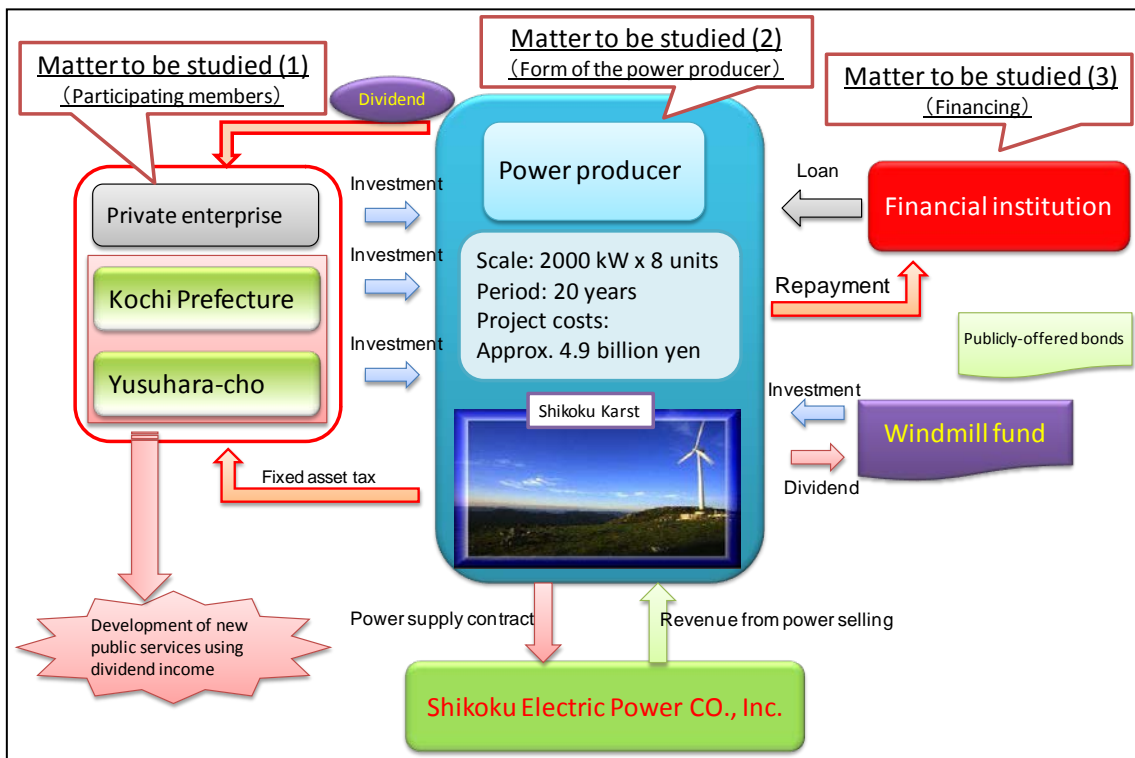 Matter to be studied (1)
（Participating members）
Matter to be studied (2)
（Form of the power producer）
Matter to be studied (3)
（Financing）
Dividend
Private enterprise
Kochi Prefecture
Yusuhara-cho
Investment
Investment
Investment
Power producer
Scale: 2000 kW x 8 units
Period: 20 years
Project costs:
Approx. 4.9 billion yen
Shikoku Karst
Loan
Financial institution
Repayment
Publicly-offered bonds
Investment
Windmill fund
Dividend
Fixed asset tax
Development of new
public services using
dividend income
Power supply contract
Revenue from power selling
Shikoku Electric Power CO., Inc.